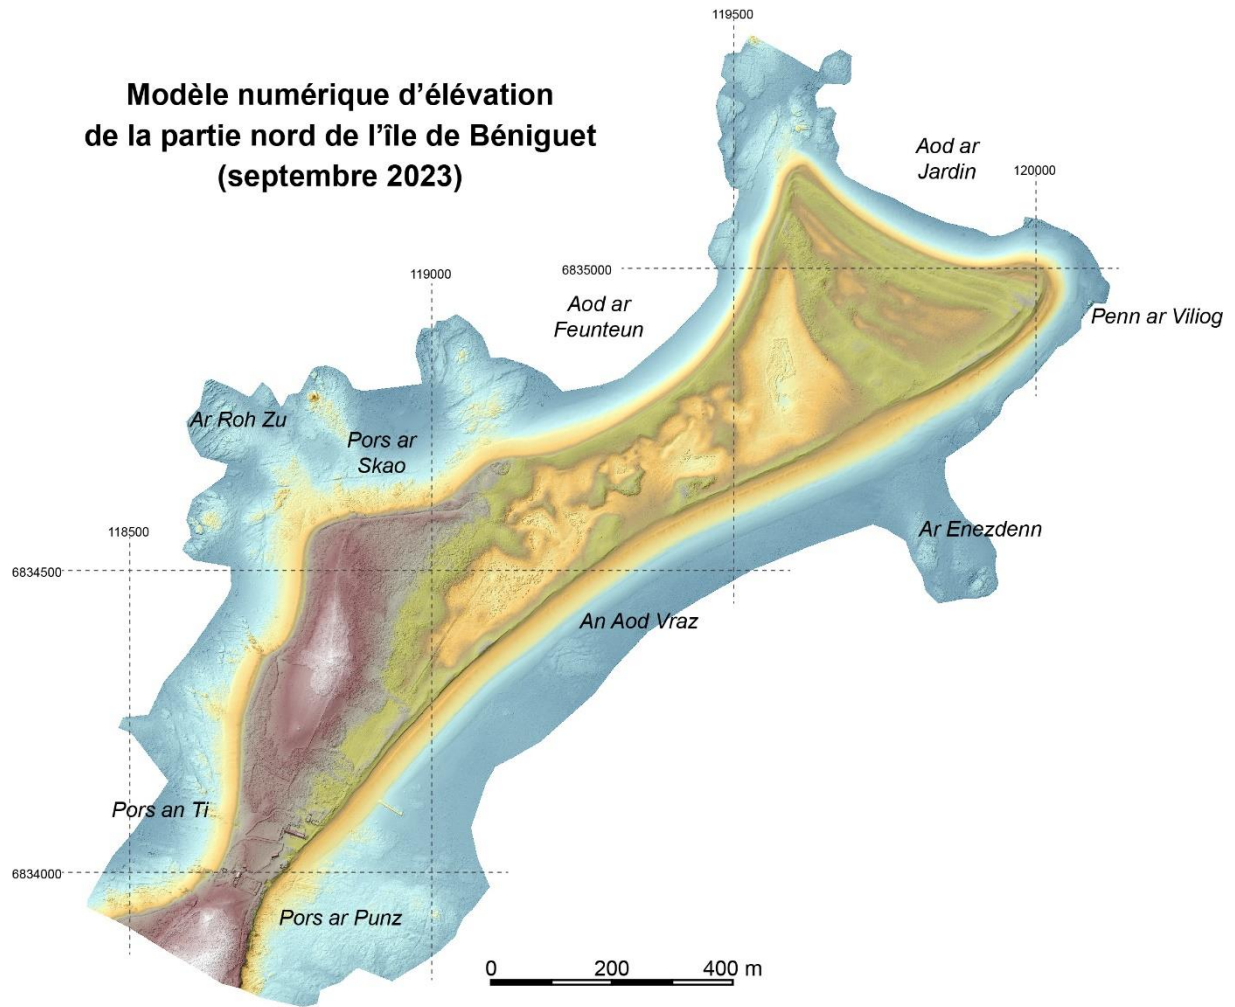 119500
Modèle numérique d’élévation
de la partie nord de l’île de Béniguet
(septembre 2023)
Aod ar
Jardin
120000
119000
6835000
Aod ar
Feunteun
Penn ar Viliog
Ar Roh Zu
Pors ar
Skao
118500
Ar Enezdenn
6834500
An Aod Vraz
Pors an Ti
6834000
Pors ar Punz
0 200 400 m